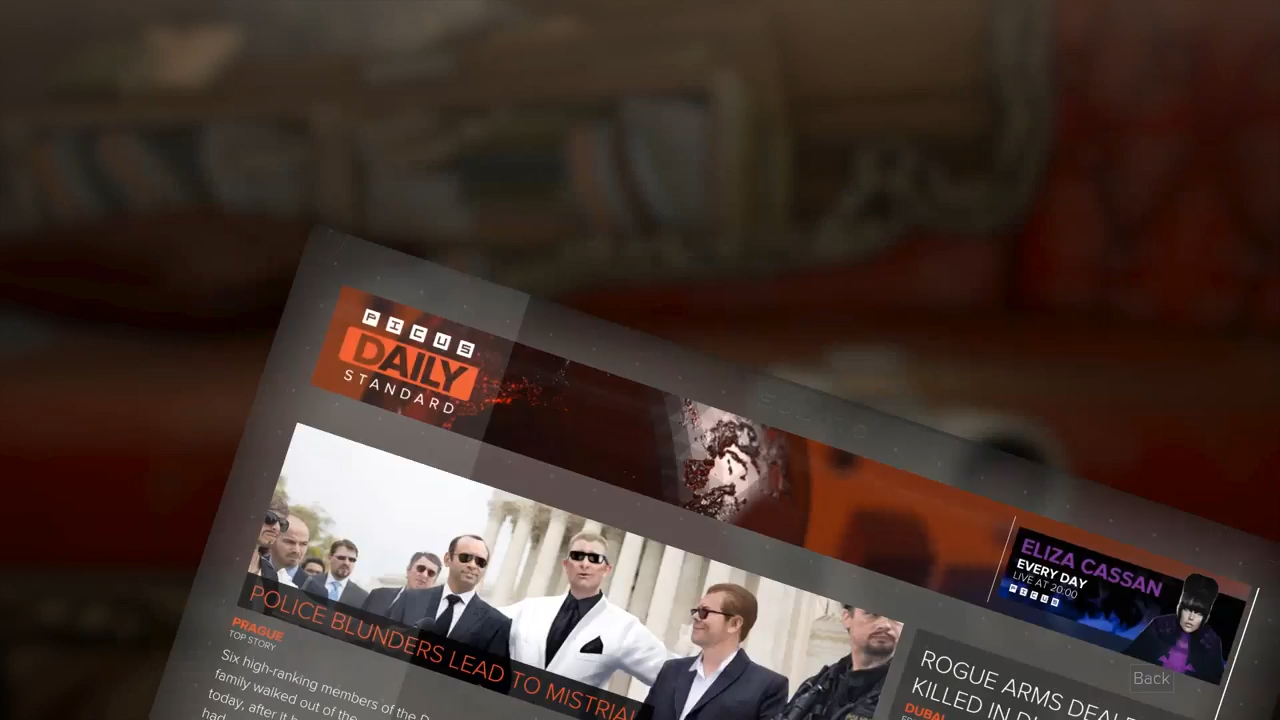 PICUS
DAILY
STANDARD
ELIZA CASSAN
EVERY DAY
LIVE AT 20:00
PICUS
POLICE BLUNDERS LEAD TO MISTRIAL
PRAGUE
TOP STORY
Six high-ranking members of the
family walked out of the
today, after it
had
ROGUE ARMS
KILLED IN
DUBAI
Back